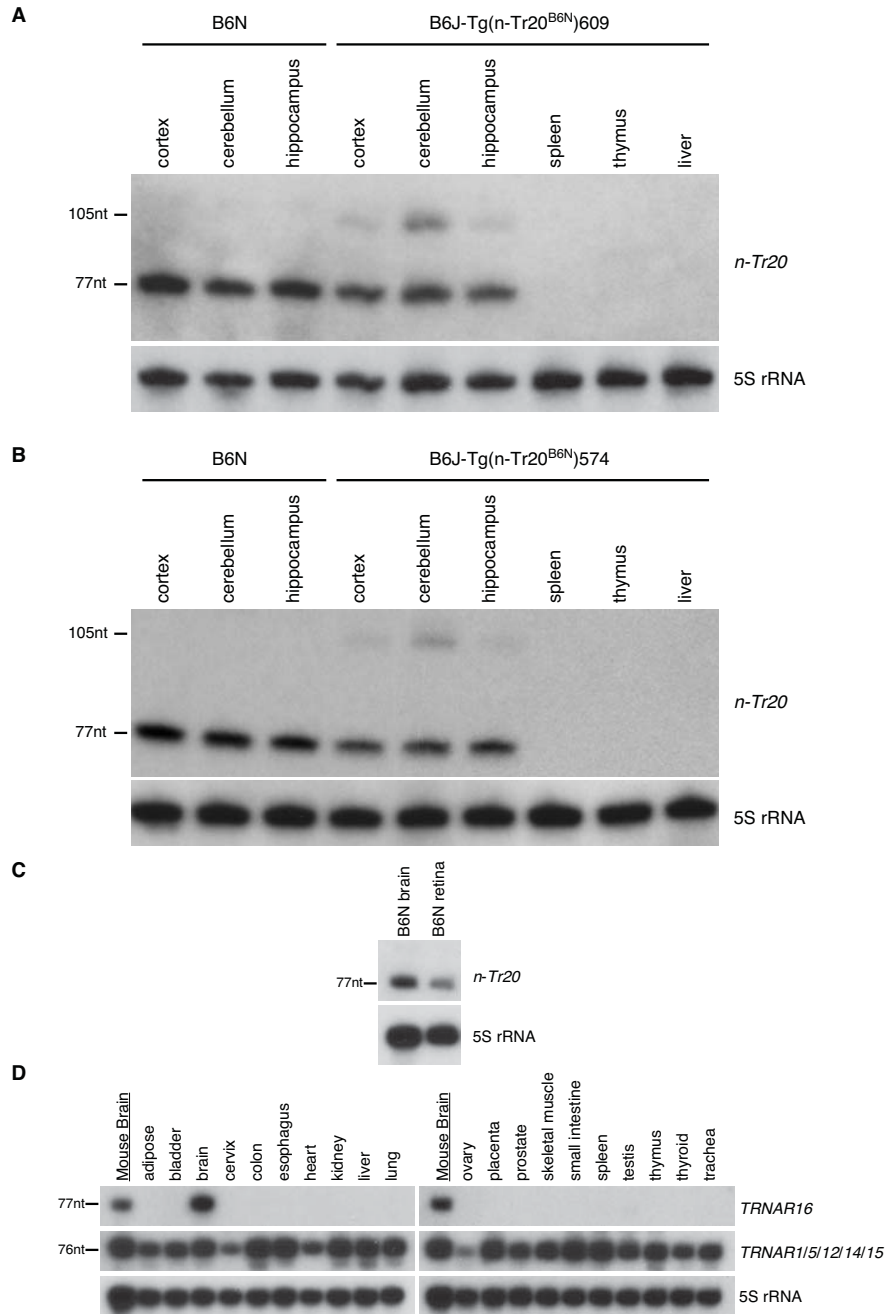 A
B6N B6J-Tg(n-Tr20B6N)609
cortex cerebellum hippocampus cortex cerebellum hippocampus spleen thymus liver
105nt
77nt
n-Tr20
5S rRNA
B
B6N B6J-Tg(n-Tr20B6N)574
cortex cerebellum hippocampus cortex cerebellum hippocampus spleen thymus liver
105nt
77nt
n-Tr20
5S rRNA
C
B6N brain B6N retina
77nt n-Tr20
5S rRNA
D
Mouse Brain adipose bladder brain cervix colon esophagus heart kidney liver lung Mouse Brain ovary placenta prostate skeletal muscle small intestine spleen testis thymus thyroid trachea
77nt TRNAR16
76nt TRNAR1/5/12/14/15
5S rRNA